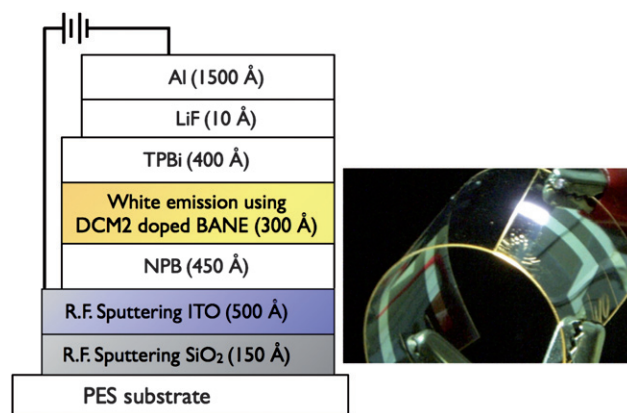 Al (1500 Å)
LiF (10 Å)
TPBi (400 Å)
White emission using
DCM2 doped BANE (300 Å)
NPB (450 Å)
R.F. Sputtering ITO (500 Å)
R.F. Sputtering SiO₂ (150 Å)
PES substrate